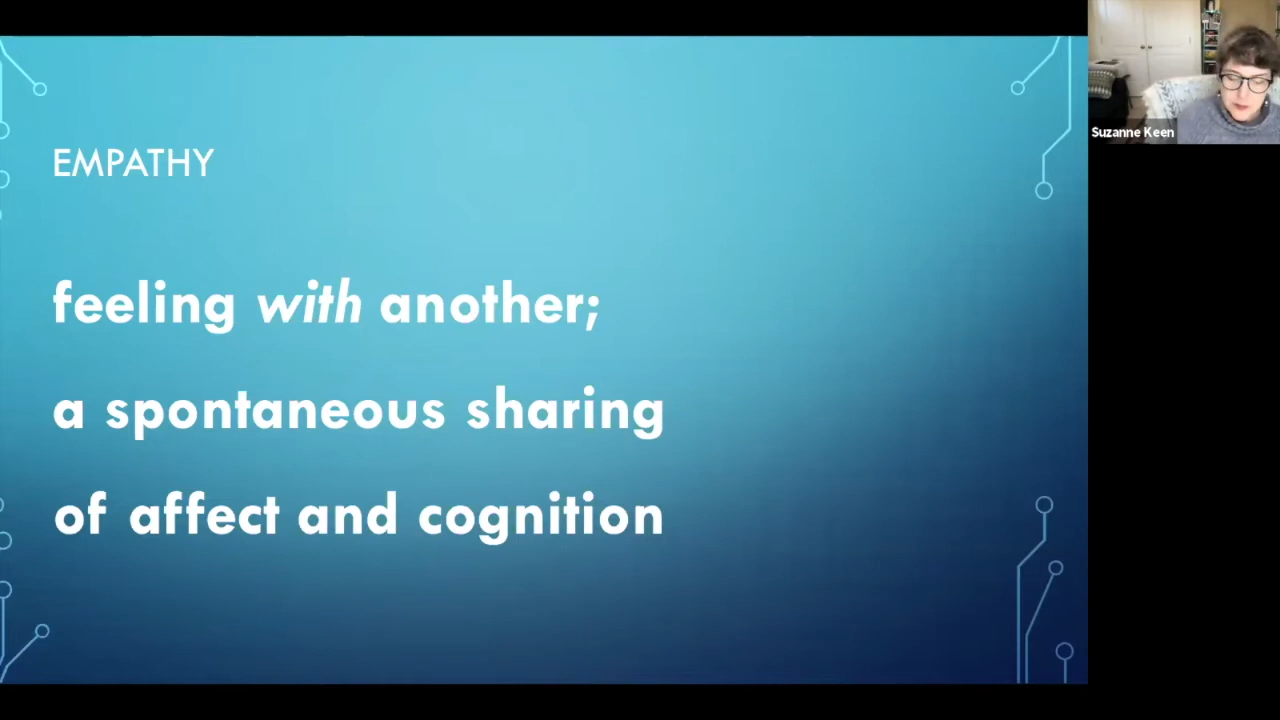 EMPATHY
feeling with another;
a spontaneous sharing
of affect and cognition
Suzanne Keen